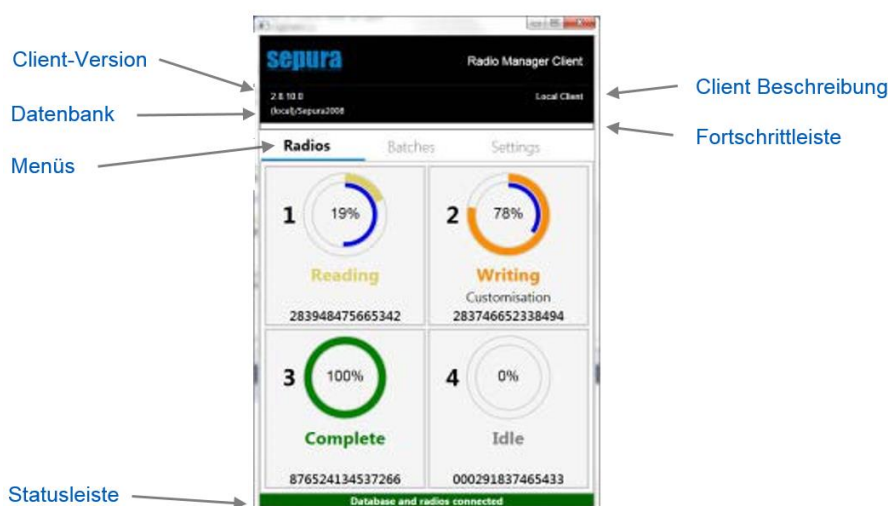 sepura
Radio Manager Client
Client-Version
2.8.10.0
Local Client
Client Beschreibung
Datenbank
(local)/Sepura2008
Fortschrittleiste
Menüs
Radios
Batches
Settings
1
19%
2
78%
Reading
Writing
Customisation
283948475665342
283746652338494
3
100%
4
0%
Complete
Idle
876524134537266
000291837465433
Statusleiste
Database and radios connected